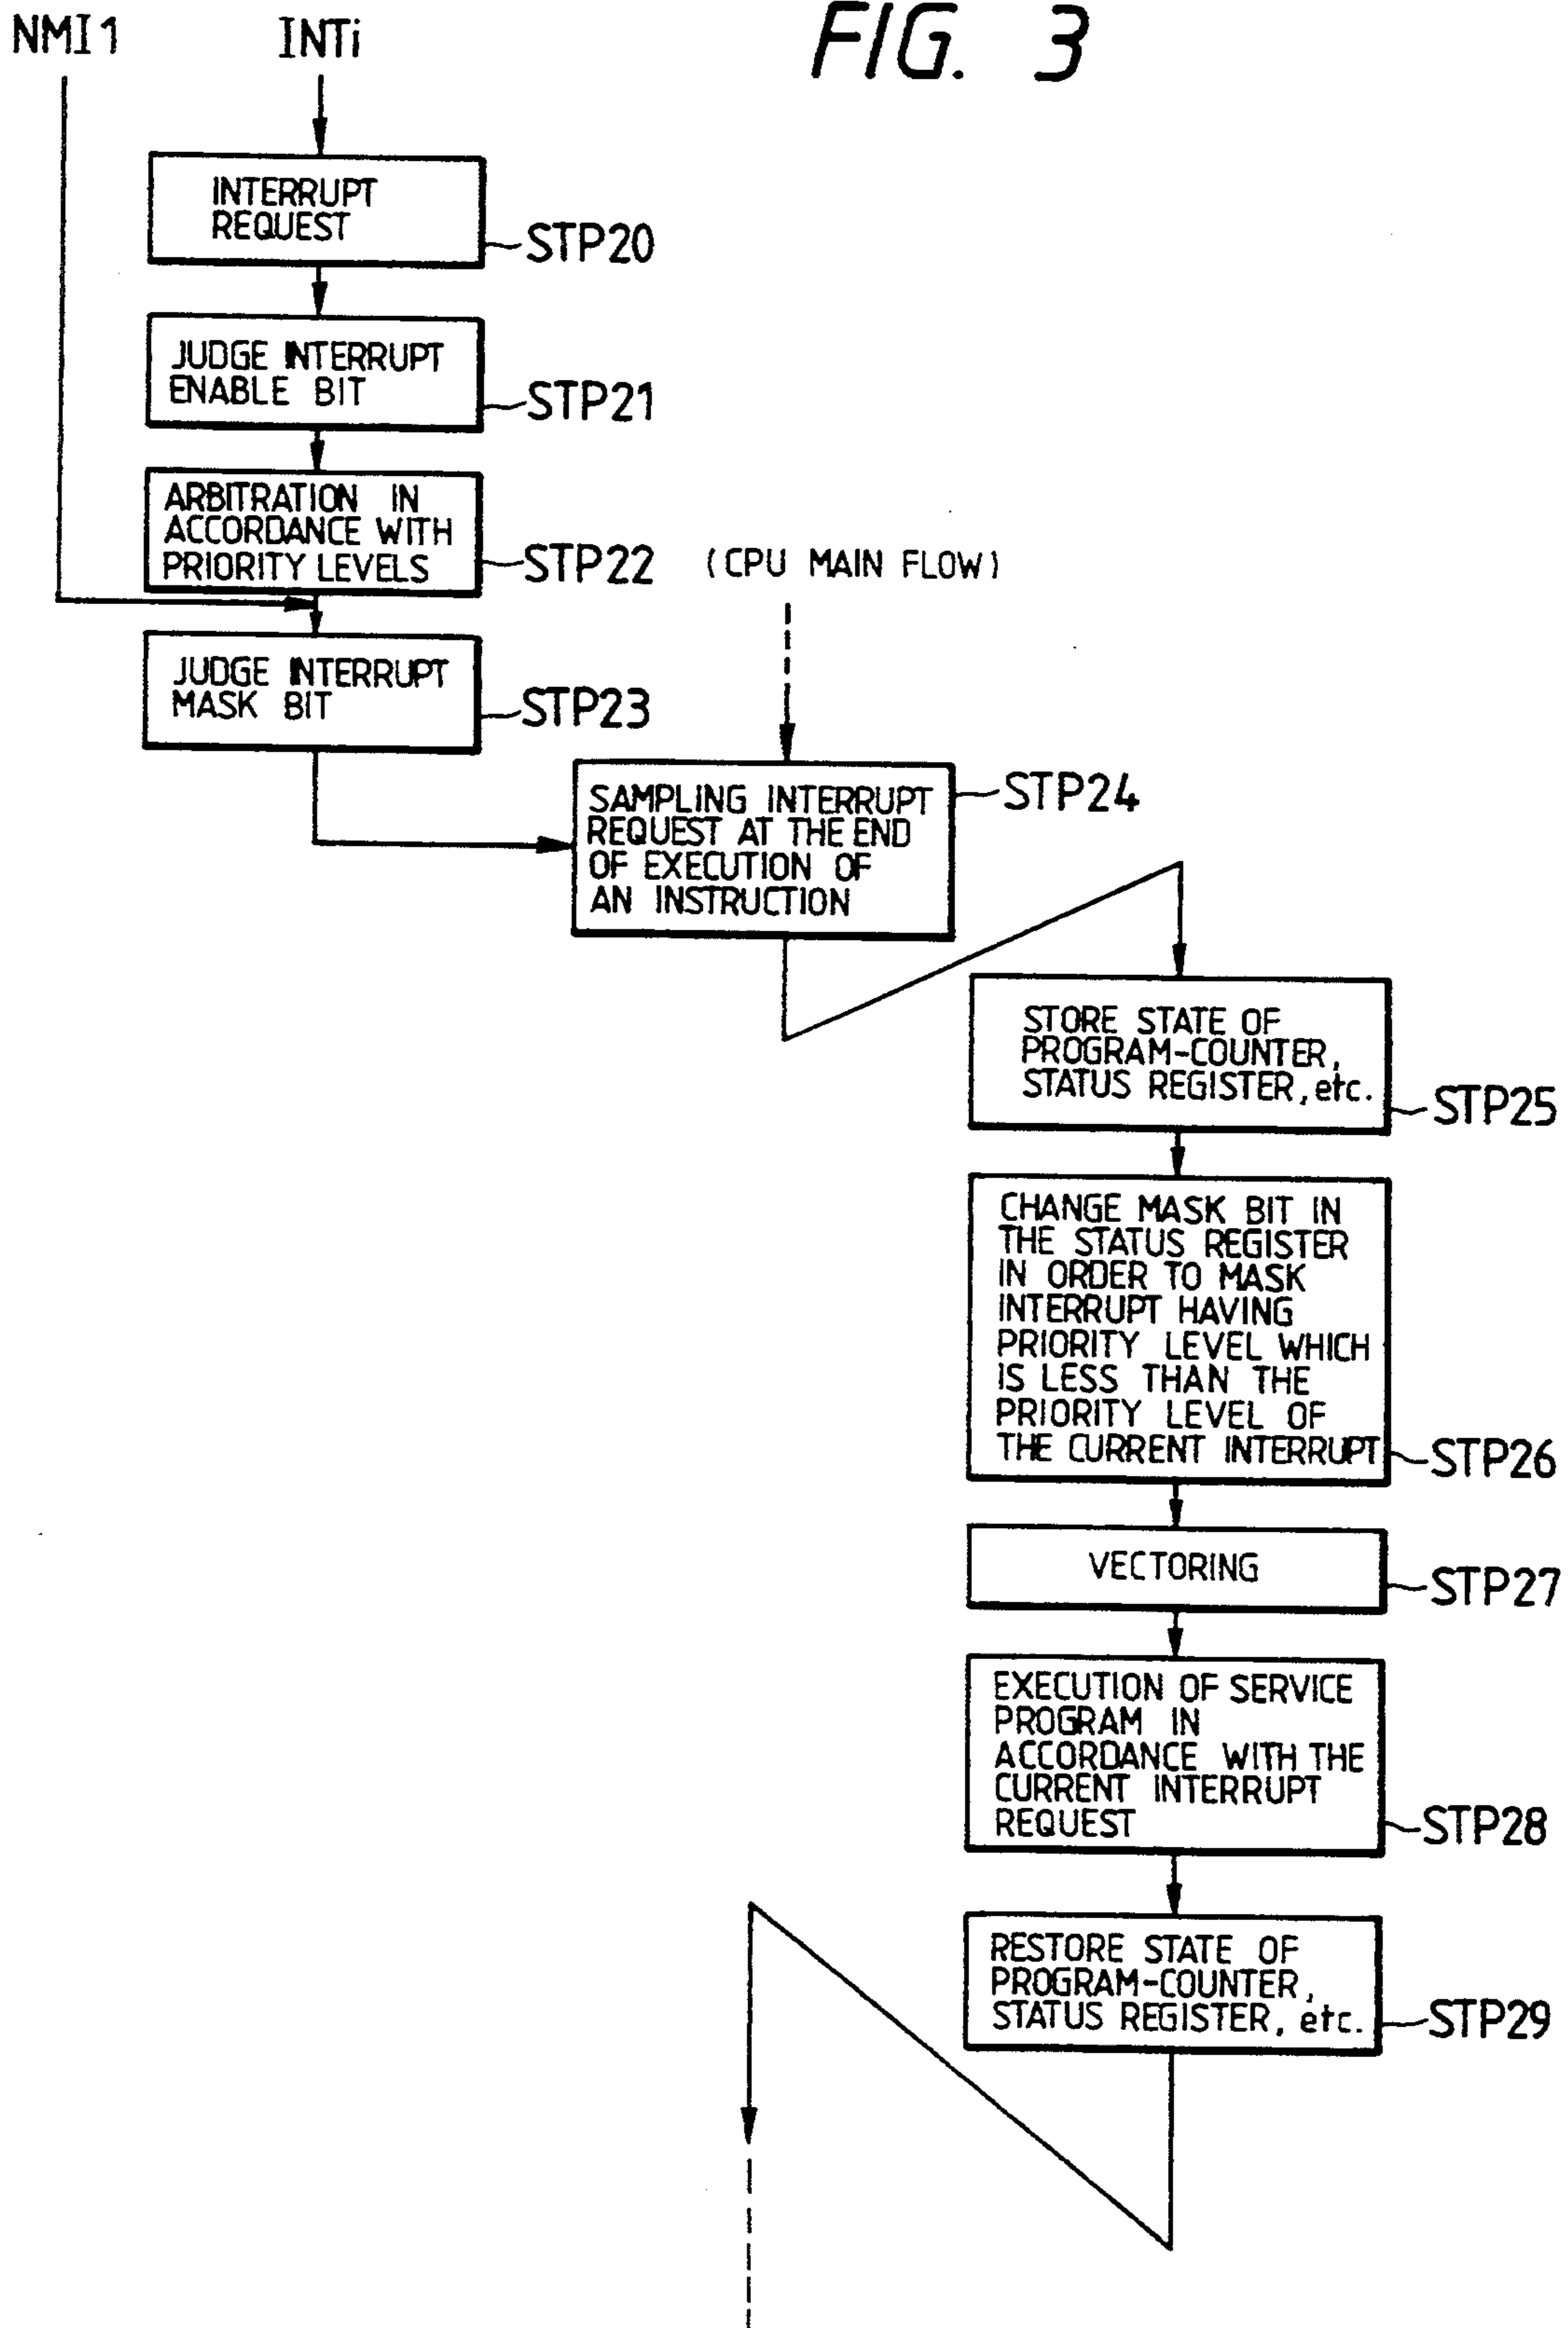 FIG. 3
NMI1
INTi
INTERRUPT
REQUEST
STP20
JUDGE INTERRUPT
ENABLE BIT
STP21
ARBITRATION IN
ACCORDANCE WITH
PRIORITY LEVELS
STP22
(CPU MAIN FLOW)
JUDGE INTERRUPT
MASK BIT
STP23
SAMPLING INTERRUPT
REQUEST AT THE END
OF EXECUTION OF
AN INSTRUCTION
STP24
STORE STATE OF
PROGRAM-COUNTER,
STATUS REGISTER, etc.
STP25
CHANGE MASK BIT IN
THE STATUS REGISTER
IN ORDER TO MASK
INTERRUPT HAVING
PRIORITY LEVEL WHICH
IS LESS THAN THE
PRIORITY LEVEL OF
THE CURRENT INTERRUPT
STP26
VECTORING
STP27
EXECUTION OF SERVICE
PROGRAM IN
ACCORDANCE WITH THE
CURRENT INTERRUPT
REQUEST
STP28
RESTORE STATE OF
PROGRAM-COUNTER,
STATUS REGISTER, etc.
STP29